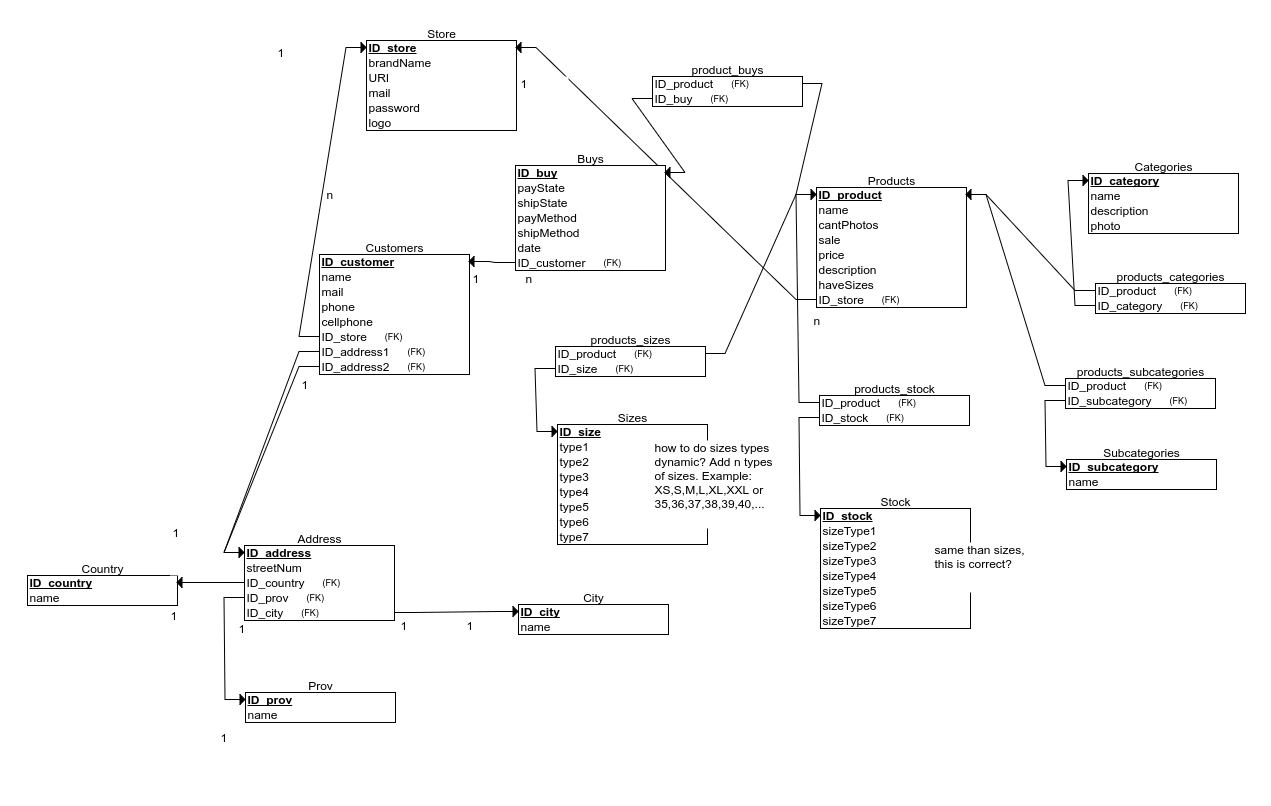 Store
ID_store
brandName
URl
mail
password
logo
1
1
n
product_buys
ID_product (FK)
ID_buy (FK)
Buys
ID_buy
payState
shipState
payMethod
shipMethod
date
ID_customer (FK)
n
1
Customers
ID_customer
name
mail
phone
cellphone
ID_store (FK)
ID_address1 (FK)
ID_address2 (FK)
1
Products
ID_product
name
cantPhotos
sale
price
description
haveSizes
ID_store (FK)
n
Categories
ID_category
name
description
photo
products_categories
ID_product (FK)
ID_category (FK)
products_sizes
ID_product (FK)
ID_size (FK)
products_stock
ID_product (FK)
ID_stock (FK)
products_subcategories
ID_product (FK)
ID_subcategory (FK)
Subcategories
ID_subcategory
name
Sizes
ID_size
type1
type2
type3
type4
type5
type6
type7
how to do sizes types
dynamic? Add n types
of sizes. Example:
XS,S,M,L,XL,XXL or
35,36,37,38,39,40,...
Stock
ID_stock
sizeType1
sizeType2
sizeType3
sizeType4
sizeType5
sizeType6
sizeType7
same than sizes,
this is correct?
1
Address
ID_address
streetNum
ID_country (FK)
ID_prov (FK)
ID_city (FK)
Country
ID_country
name
1
1
1
1
City
ID_city
name
Prov
ID_prov
name
1